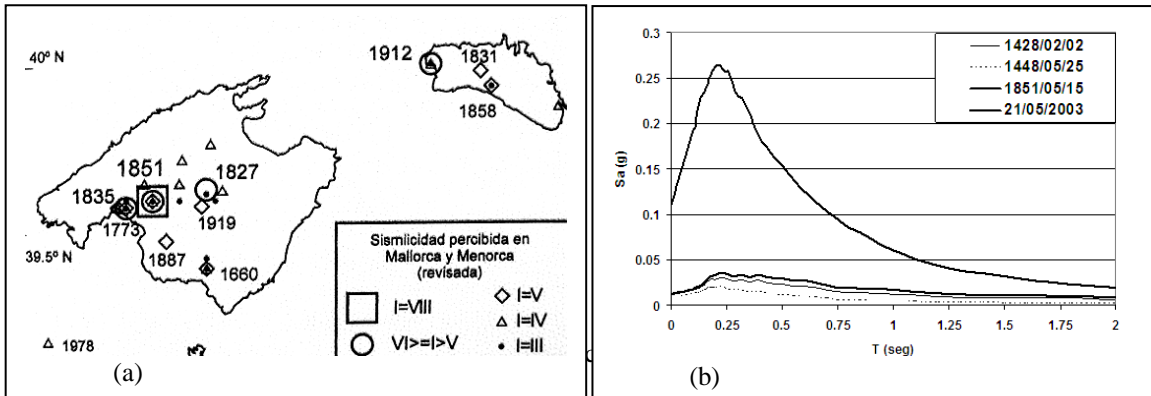 40º N
1912
1831
1858
1851
1827
1835
1773
1919
39.5º N
1887
1660
1978
Sismiicidad percibida en
Mallorca y Menorca
(revisada)
I=VIII
I=V
I=IV
VI>=I>V
I=III
(a)
0.3
0.25
0.2
0.15
0.1
0.05
0
Sa (g)
1428/02/02
1448/05/25
1851/05/15
21/05/2003
0
0.25
0.5
0.75
1
1.25
1.5
1.75
2
T (seg)
(b)